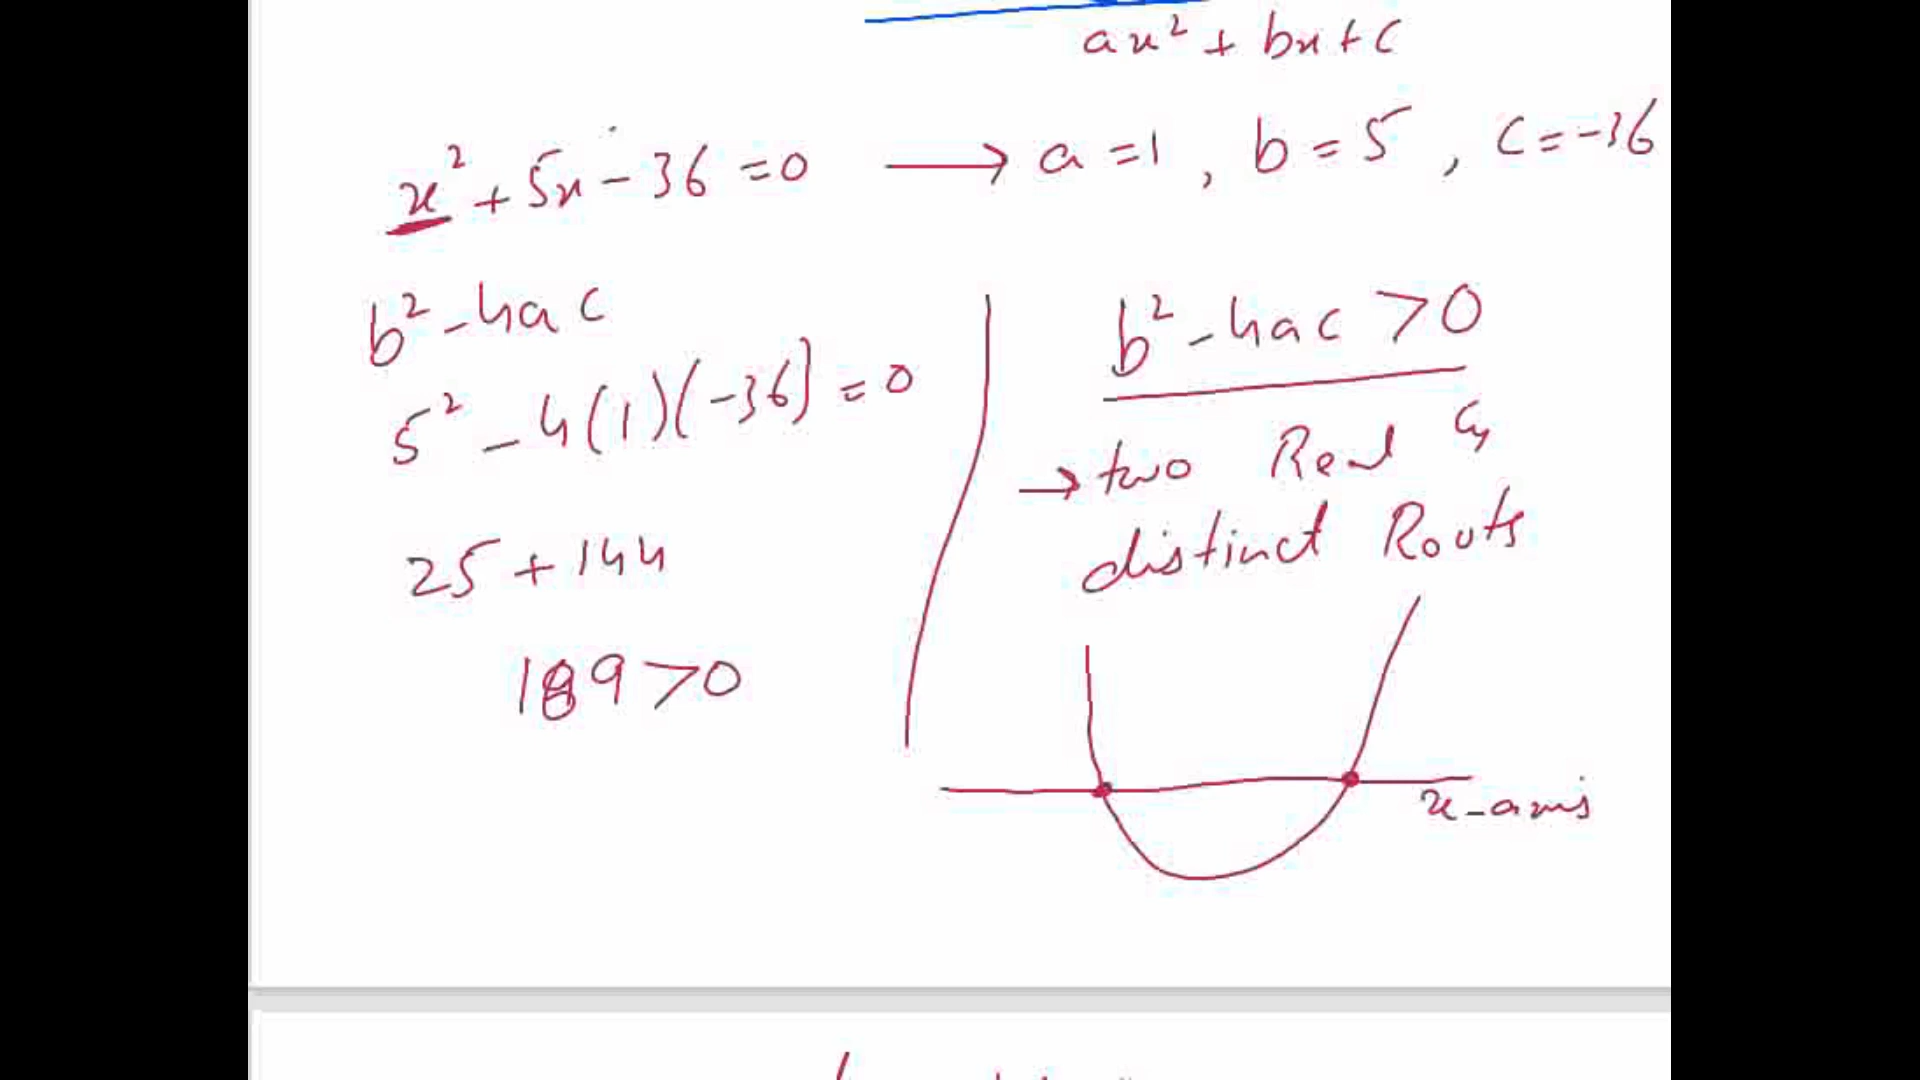 ax² + bx + c
x² + 5x - 36 = 0 → a = 1 , b = 5 , c = -36
b² - 4ac
5² - 4(1)(-36) = 0
25 + 144
189 > 0
b² - 4ac > 0
→ two Real &
distinct Roots
x-axis